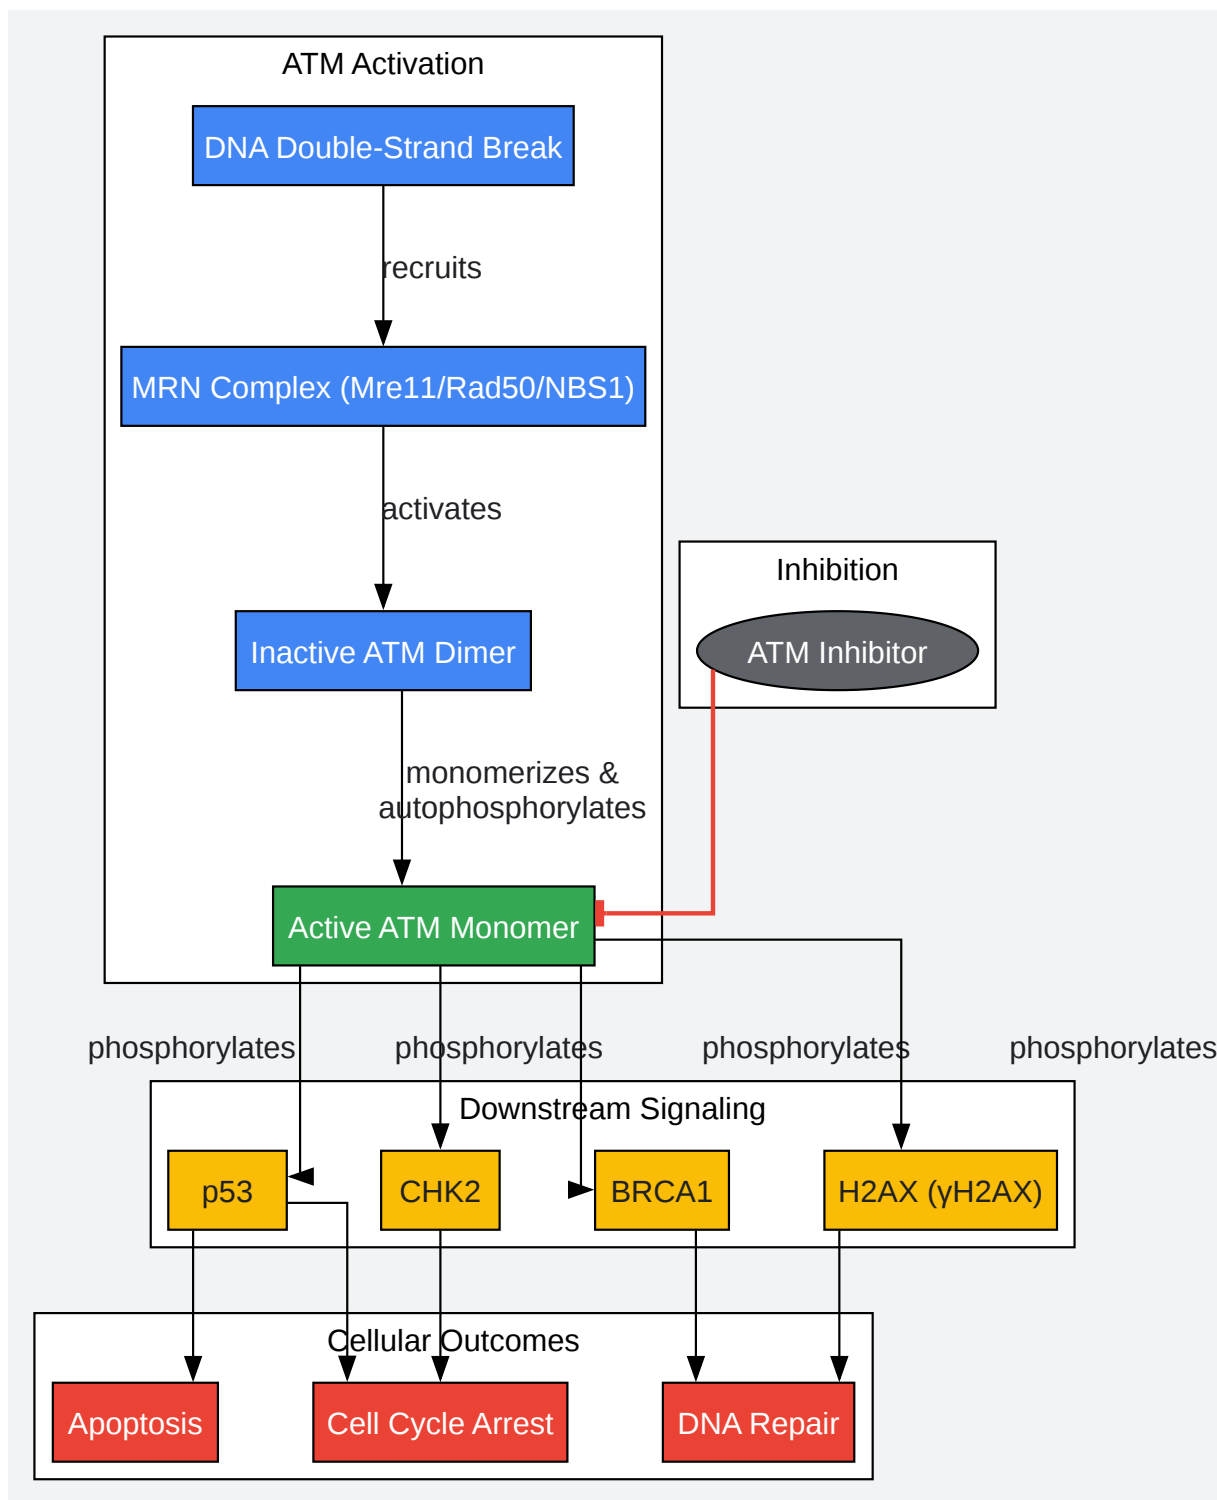 ATM Activation
DNA Double-Strand Break
recruits
MRN Complex (Mre11/Rad50/NBS1)
activates
Inhibition
Inactive ATM Dimer
ATM Inhibitor
monomerizes &
autophosphorylates
Active ATM Monomer
phosphorylates
phosphorylates
phosphorylates
phosphorylates
Downstream Signaling
p53
CHK2
BRCA1
H2AX (γH2AX)
Cellular Outcomes
Apoptosis
Cell Cycle Arrest
DNA Repair